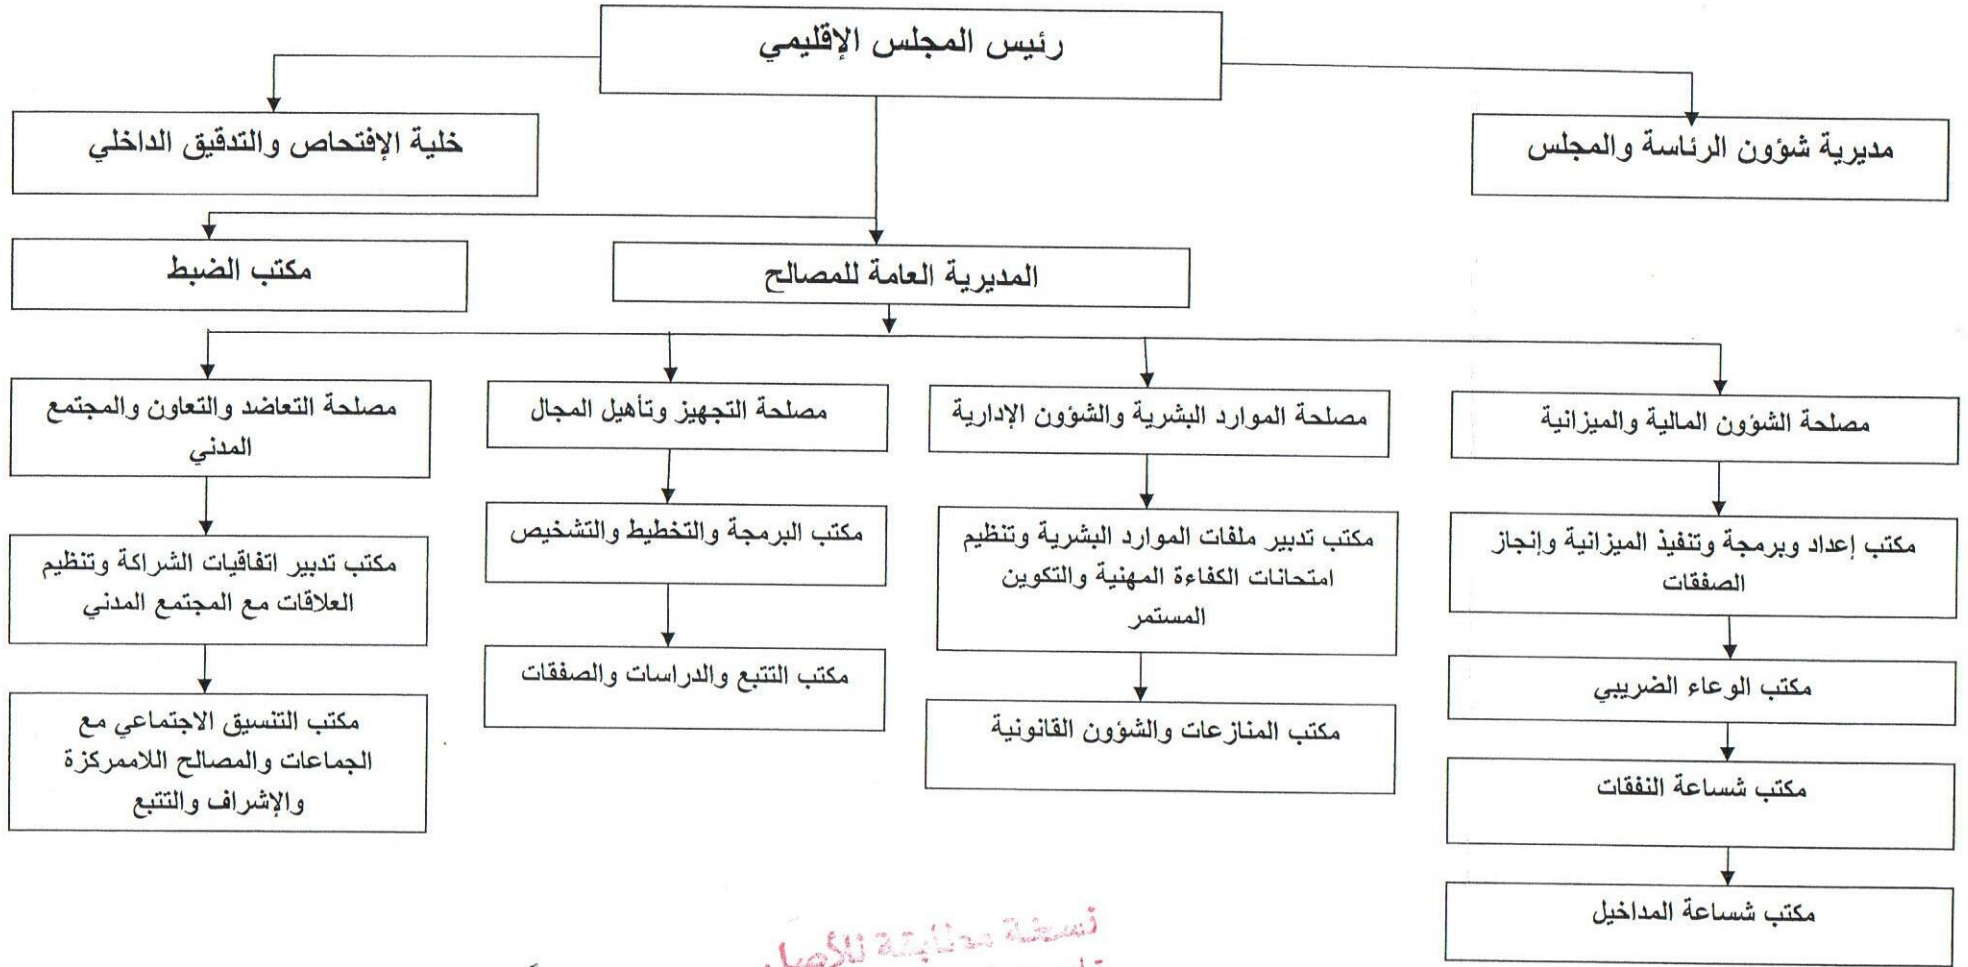 رئيس المجلس الإقليمي
مديرية شؤون الرئاسة والمجلس
خلية الإفتحاص والتدقيق الداخلي
المديرية العامة للمصالح
مكتب الضبط
مصلحة الشؤون المالية والميزانية
مصلحة الموارد البشرية والشؤون الإدارية
مصلحة التجهيز وتأهيل المجال
مصلحة التعاضد والتعاون والمجتمع
المدني
مكتب إعداد وبرمجة وتنفيذ الميزانية وإنجاز
الصفقات
مكتب تدبير ملفات الموارد البشرية وتنظيم
امتحانات الكفاءة المهنية والتكوين
المستمر
مكتب البرمجة والتخطيط والتشخيص
مكتب تدبير اتفاقيات الشراكة وتنظيم
العلاقات مع المجتمع المدني
مكتب الوعاء الضريبي
مكتب المنازعات والشؤون القانونية
مكتب التتبع والدراسات والصفقات
مكتب التنسيق الاجتماعي مع
الجماعات والمصالح اللاممركزة
والإشراف والتتبع
مكتب شساعة النفقات
مكتب شساعة المداخيل
نسخة مطابقة للأصل